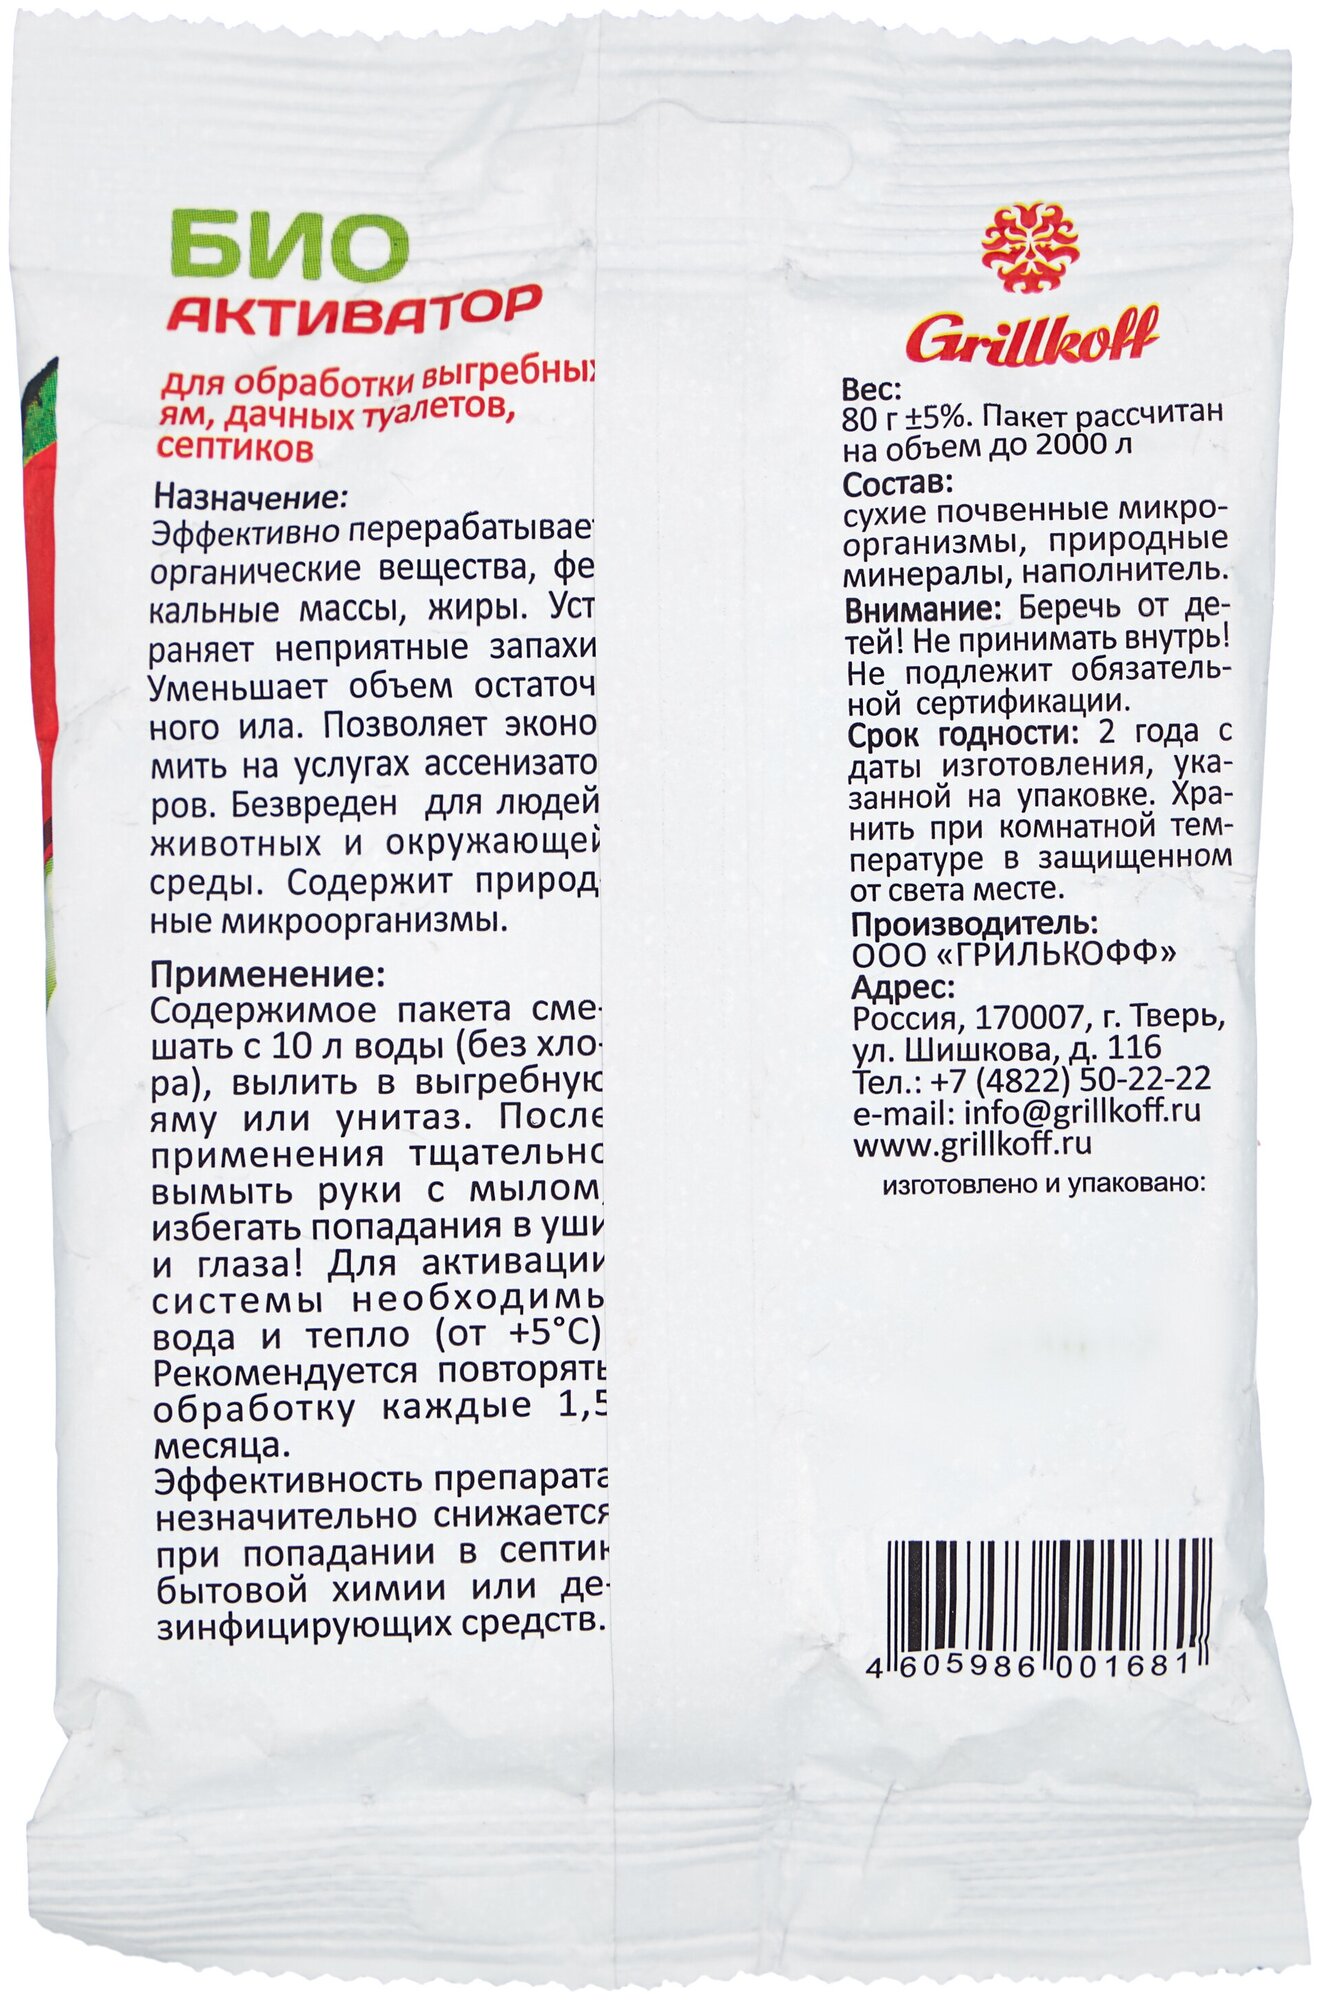 БИО
АКТИВАТОР
для обработки выгребных
ям, дачных туалетов,
септиков
Назначение:
Эффективно перерабатывает
органические вещества, фе
кальные массы, жиры. Уст
раняет неприятные запахи
Уменьшает объем остаточ
ного ила. Позволяет эконо
мить на услугах ассенизато
ров. Безвреден для людей
животных и окружающей
среды. Содержит природ
ные микроорганизмы.
Применение:
Содержимое пакета сме-
шать с 10 л воды (без хло-
ра), вылить в выгребную
яму или унитаз. После
применения тщательно
вымыть руки с мылом,
избегать попадания в уши
и глаза! Для активации
системы необходимы
вода и тепло (от +5°С)
Рекомендуется повторять
обработку каждые 1,5
месяца.
Эффективность препарата
незначительно снижается
при попадании в септик
бытовой химии или де-
зинфицирующих средств.
Grillkoff
Вес:
80 г ±5%. Пакет рассчитан
на объем до 2000 л
Состав:
сухие почвенные микро-
организмы, природные
минералы, наполнитель.
Внимание: Беречь от де-
тей! Не принимать внутрь!
Не подлежит обязатель-
ной сертификации.
Срок годности: 2 года с
даты изготовления, ука-
занной на упаковке. Хра-
нить при комнатной тем-
пературе в защищенном
от света месте.
Производитель:
ООО «ГРИЛЬКОФФ»
Адрес:
Россия, 170007, г. Тверь,
ул. Шишкова, д. 116
Тел.: +7 (4822) 50-22-22
e-mail: info@grillkoff.ru
www.grillkoff.ru
изготовлено и упаковано:
4 605986 001681